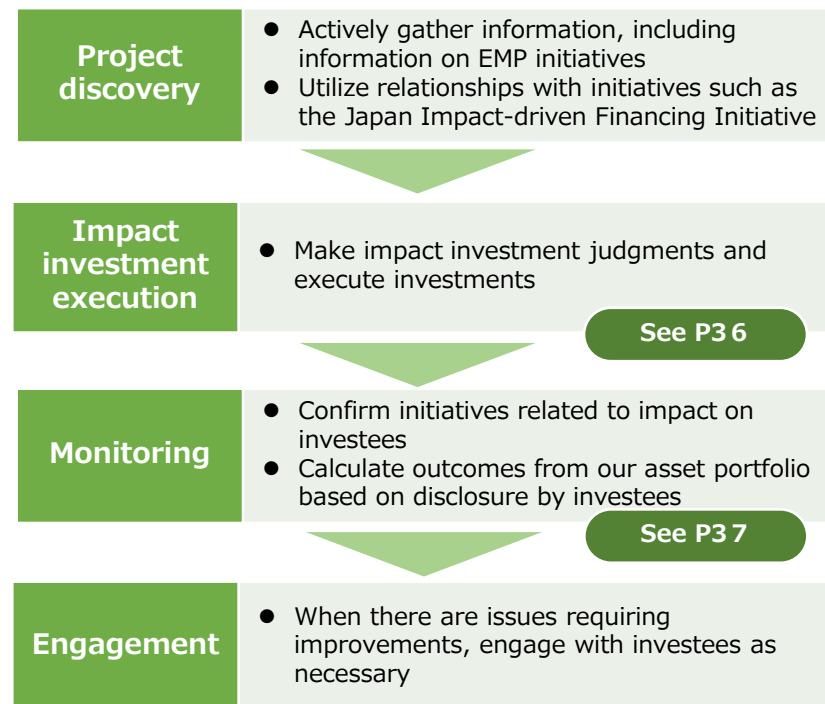 Project
discovery
● Actively gather information, including
information on EMP initiatives
● Utilize relationships with initiatives such as
the Japan Impact-driven Financing Initiative
Impact
investment
execution
● Make impact investment judgments and
execute investments
See P36
Monitoring
● Confirm initiatives related to impact on
investees
● Calculate outcomes from our asset portfolio
based on disclosure by investees
See P37
Engagement
● When there are issues requiring
improvements, engage with investees as
necessary